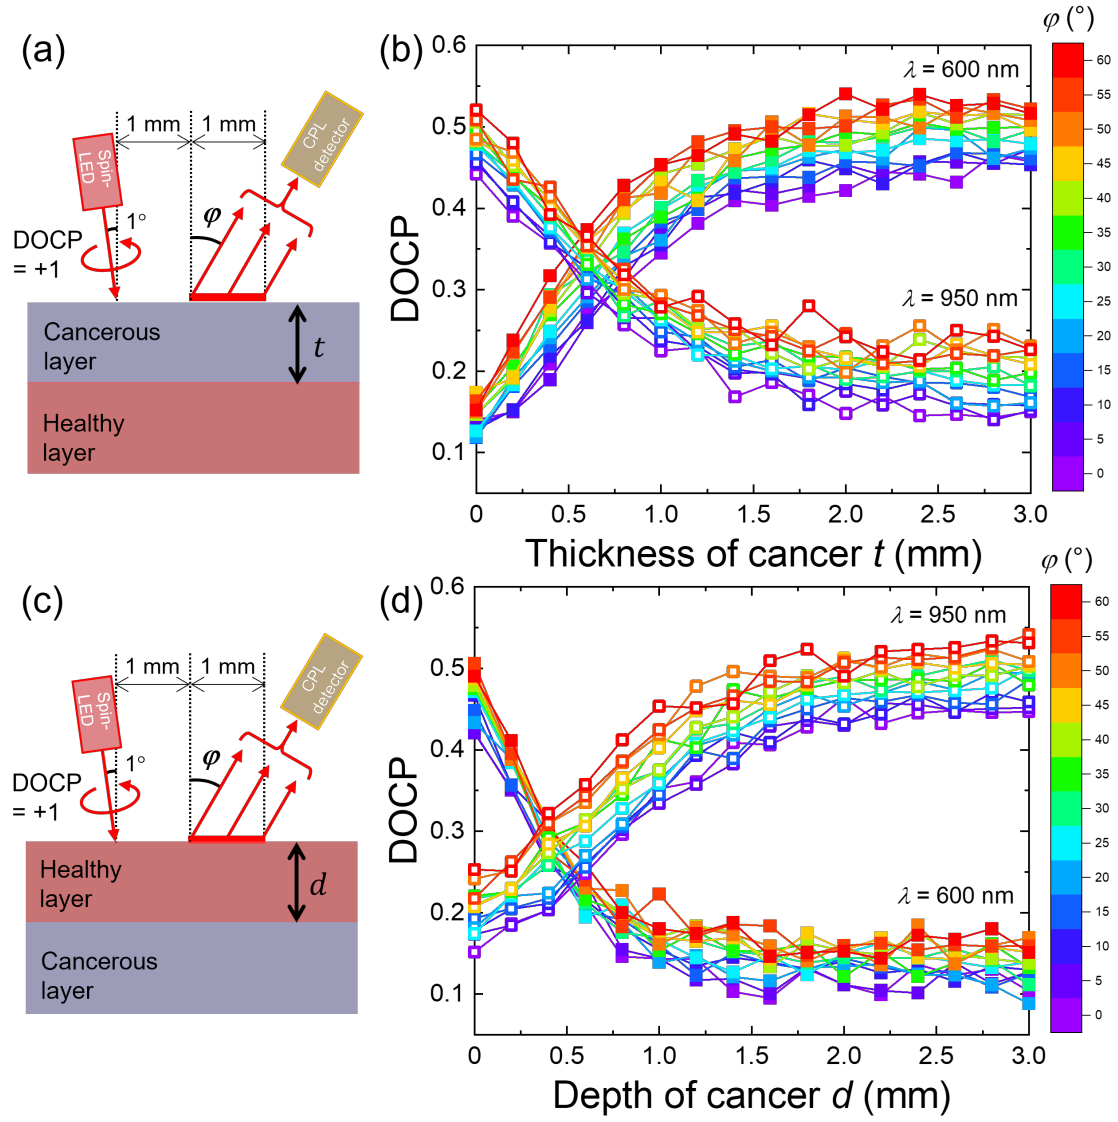 (a)
1 mm
1 mm
Spin-
LED
CPL
detector
φ
1°
DOCP
= +1
Cancerous
layer
t
Healthy
layer
(b)
φ (°)
λ = 600 nm
λ = 950 nm
DOCP
0.6
0.5
0.4
0.3
0.2
0.1
0
0.5
1.0
1.5
2.0
2.5
3.0
Thickness of cancer t (mm)
60
55
50
45
40
35
30
25
20
15
10
5
0
(c)
1 mm
1 mm
Spin-
LED
CPL
detector
φ
1°
DOCP
= +1
Healthy
layer
d
Cancerous
layer
(d)
φ (°)
λ = 950 nm
λ = 600 nm
DOCP
0.6
0.5
0.4
0.3
0.2
0.1
0
0.5
1.0
1.5
2.0
2.5
3.0
Depth of cancer d (mm)
60
55
50
45
40
35
30
25
20
15
10
5
0